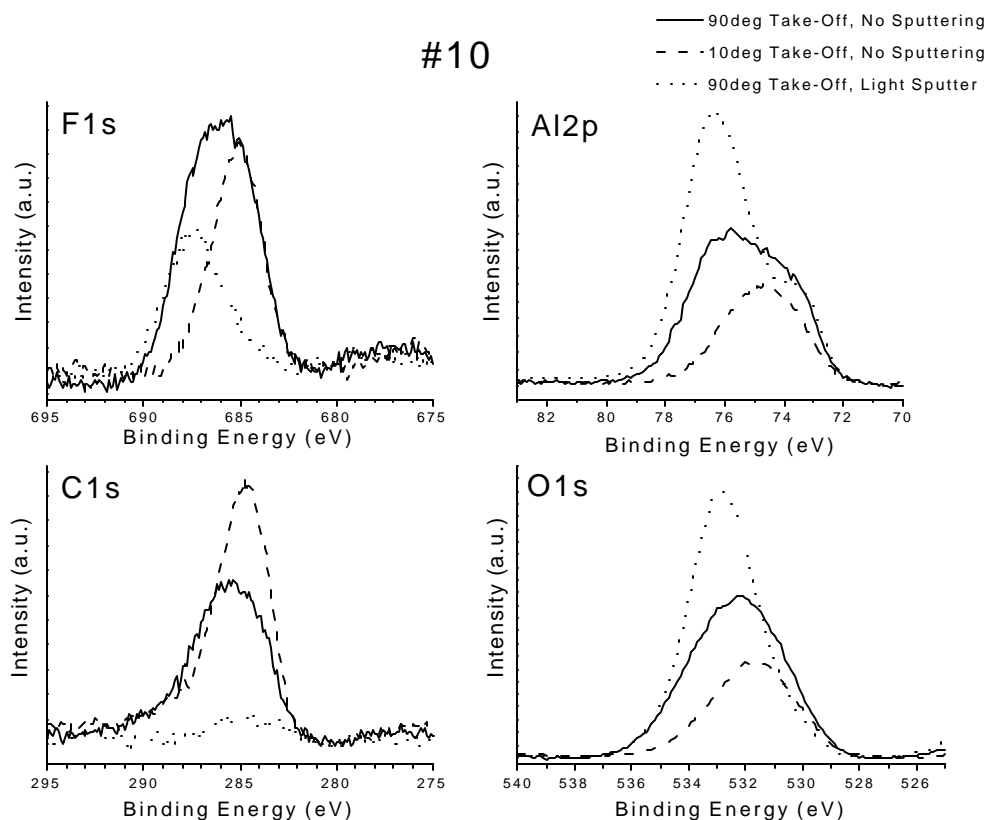 90deg Take-Off, No Sputtering
10deg Take-Off, No Sputtering
90deg Take-Off, Light Sputter
#10
F1s
Intensity (a.u.)
695 690 685 680 675
Binding Energy (eV)
Al2p
Intensity (a.u.)
82 80 78 76 74 72 70
Binding Energy (eV)
C1s
Intensity (a.u.)
295 290 285 280 275
Binding Energy (eV)
O1s
Intensity (a.u.)
540 538 536 534 532 530 528 526
Binding Energy (eV)